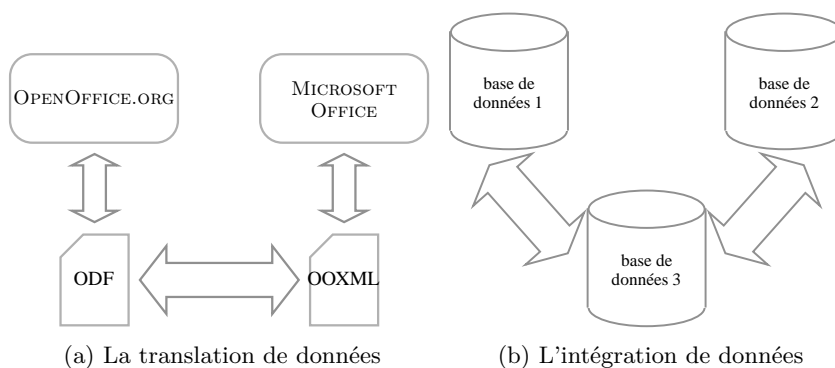 OPENOFFICE.ORG
MICROSOFT
OFFICE
ODF
OOXML
(a) La translation de données
base de
données 1
base de
données 2
base de
données 3
(b) L'intégration de données